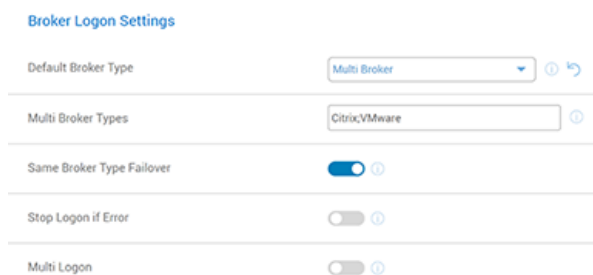 Broker Logon Settings
Default Broker Type
Multi Broker
Multi Broker Types
Citrix;VMware
Same Broker Type Failover
Stop Logon if Error
Multi Logon